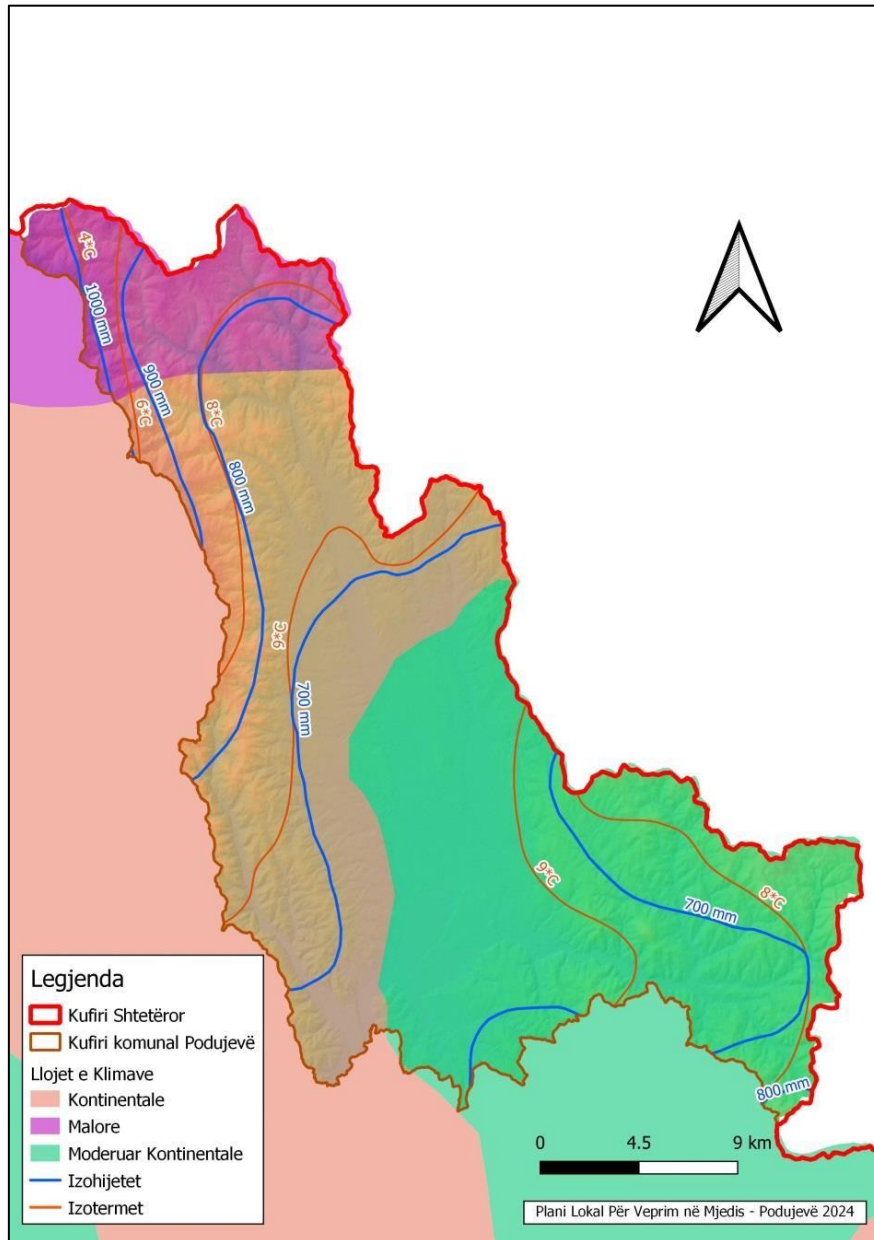 4°C
1000 mm
900 mm
6°C
8°C
800 mm
9°C
700 mm
9°C
700 mm
8°C
800 mm
Legjenda
Kufiri Shtetëror
Kufiri komunal Podujevë
Llojet e Klimave
Kontinentale
Malore
Moderuar Kontinentale
Izohijetet
Izotermet
0 4.5 9 km
Plani Lokal Për Veprim në Mjedis - Podujevë 2024